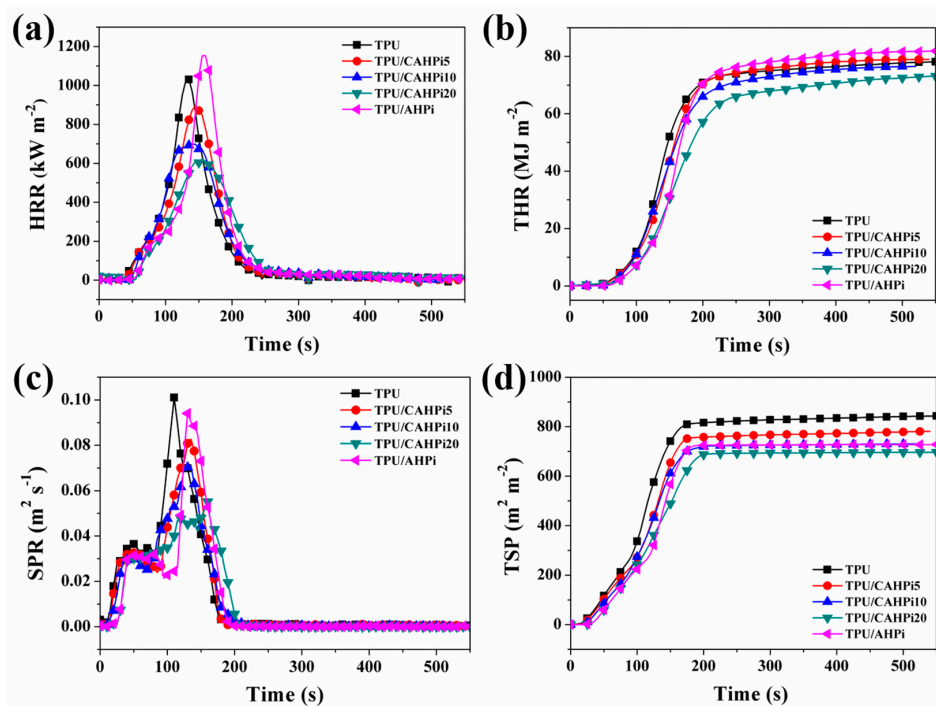 (a)
HRR (kW m-2)
1200
1000
800
600
400
200
0
TPU
TPU/CAHPi5
TPU/CAHPi10
TPU/CAHPi20
TPU/AHPi
0 100 200 300 400 500
Time (s)
(b)
THR (MJ m-2)
80
60
40
20
0
TPU
TPU/CAHPi5
TPU/CAHPi10
TPU/CAHPi20
TPU/AHPi
0 100 200 300 400 500
Time (s)
(c)
SPR (m² s⁻¹)
0.10
0.08
0.06
0.04
0.02
0.00
TPU
TPU/CAHPi5
TPU/CAHPi10
TPU/CAHPi20
TPU/AHPi
0 100 200 300 400 500
Time (s)
(d)
TSP (m² m⁻²)
1000
800
600
400
200
0
TPU
TPU/CAHPi5
TPU/CAHPi10
TPU/CAHPi20
TPU/AHPi
0 100 200 300 400 500
Time (s)